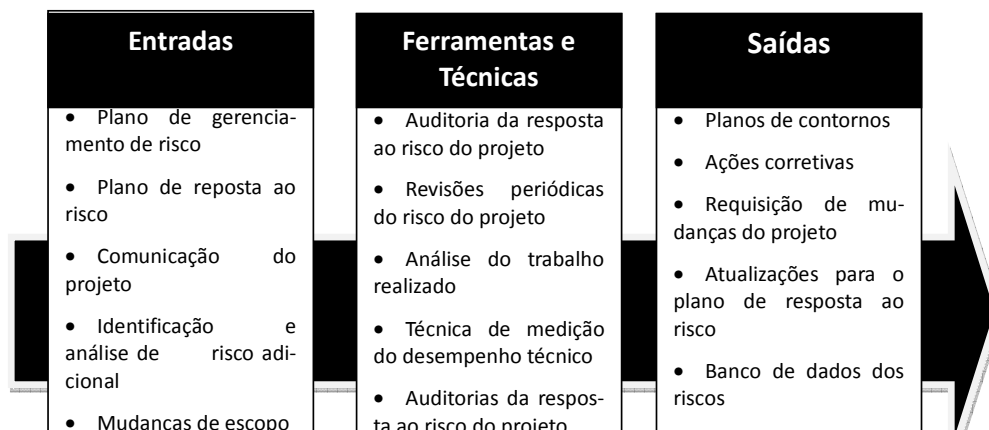 Entradas
• Plano de gerencia-
mento de risco
• Plano de reposta ao
risco
• Comunicação do
projeto
• Identificação e
análise de risco adi-
cional
• Mudanças de escopo
Ferramentas e
Técnicas
• Auditoria da resposta
ao risco do projeto
• Revisões periódicas
do risco do projeto
• Análise do trabalho
realizado
• Técnica de medição
do desempenho técnico
• Auditorias da respos-
ta ao risco do projeto
Saídas
• Planos de contornos
• Ações corretivas
• Requisição de mu-
danças do projeto
• Atualizações para o
plano de resposta ao
risco
• Banco de dados dos
riscos